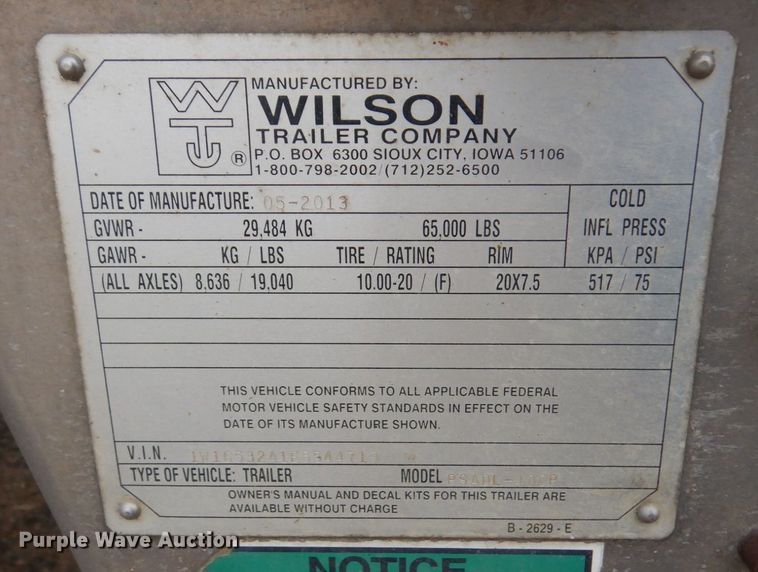 MANUFACTURED BY:
WT ®
WILSON
TRAILER COMPANY
P.O. BOX 6300 SIOUX CITY, IOWA 51106
1-800-798-2002/(712)252-6500
DATE OF MANUFACTURE: 05-2013 COLD
GVWR - 29,484 KG 65,000 LBS INFL PRESS
GAWR - KG / LBS TIRE / RATING RIM KPA / PSI
(ALL AXLES) 8,636 / 19,040 10.00-20 / (F) 20X7.5 517 / 75
THIS VEHICLE CONFORMS TO ALL APPLICABLE FEDERAL
MOTOR VEHICLE SAFETY STANDARDS IN EFFECT ON THE
DATE OF ITS MANUFACTURE SHOWN.
V.I.N.
TYPE OF VEHICLE: TRAILER MODEL
OWNER'S MANUAL AND DECAL KITS FOR THIS TRAILER ARE
AVAILABLE WITHOUT CHARGE
B - 2629 - E
Purple Wave Auction
NOTICE